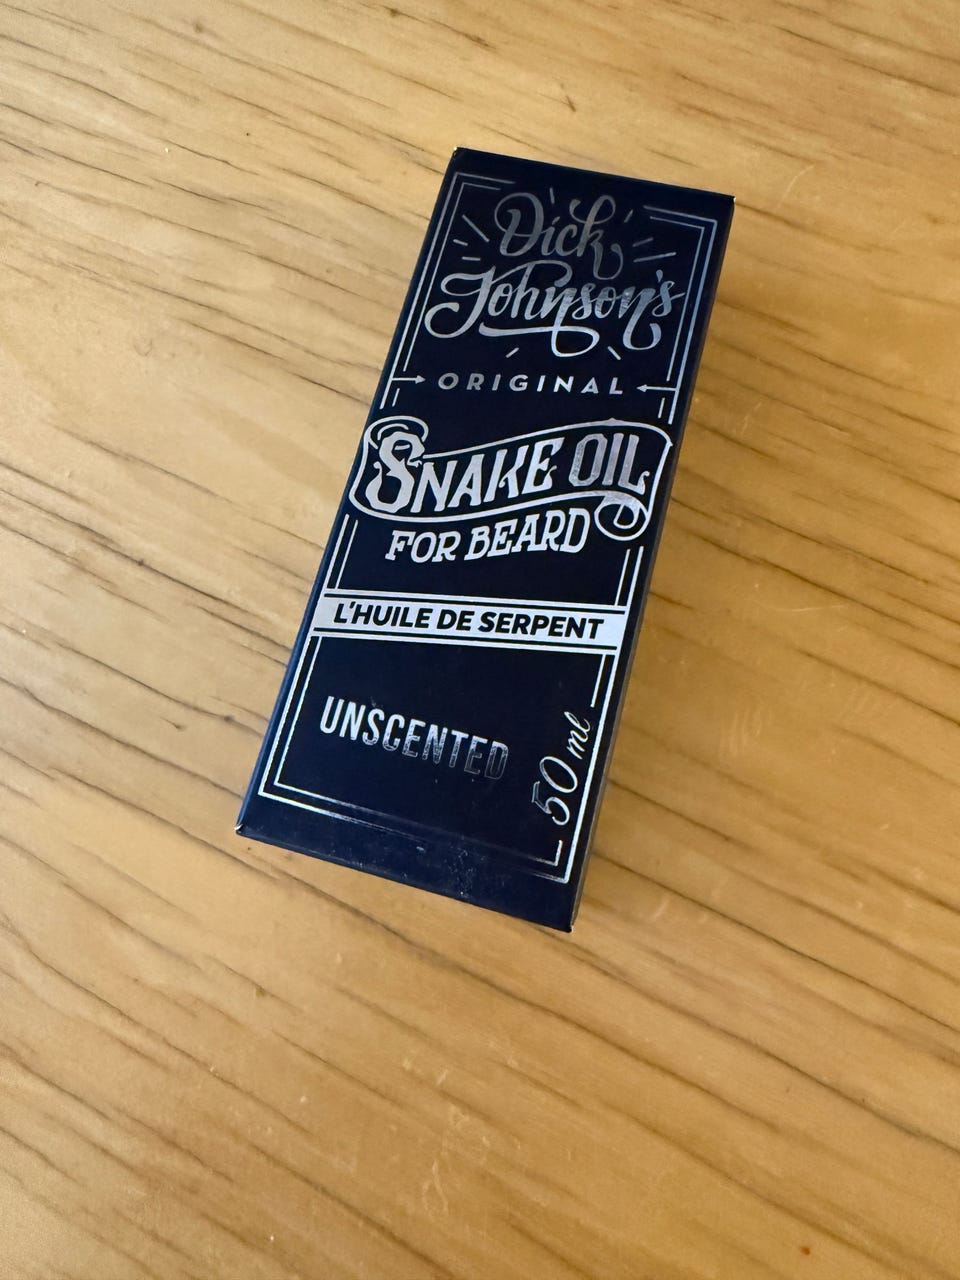 Dick
Johnson's
ORIGINAL
SNAKE OIL
FOR BEARD
L'HUILE DE SERPENT
UNSCENTED
50 ml